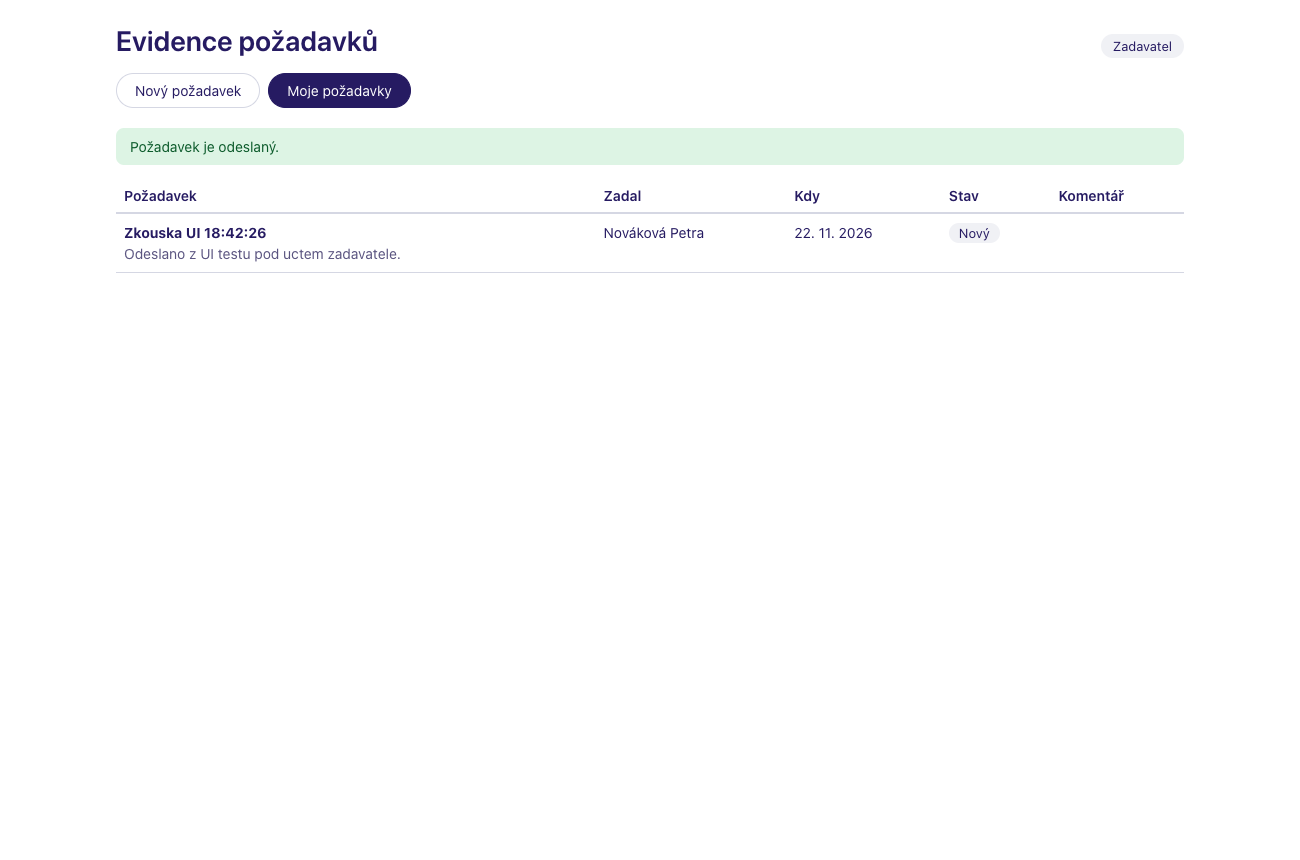 Evidence požadavků
Zadavatel
Nový požadavek
Moje požadavky
Požadavek je odeslaný.
Požadavek Zadal Kdy Stav Komentář
Zkouska UI 18:42:26 Nováková Petra 22. 11. 2026 Nový
Odeslano z UI testu pod uctem zadavatele.